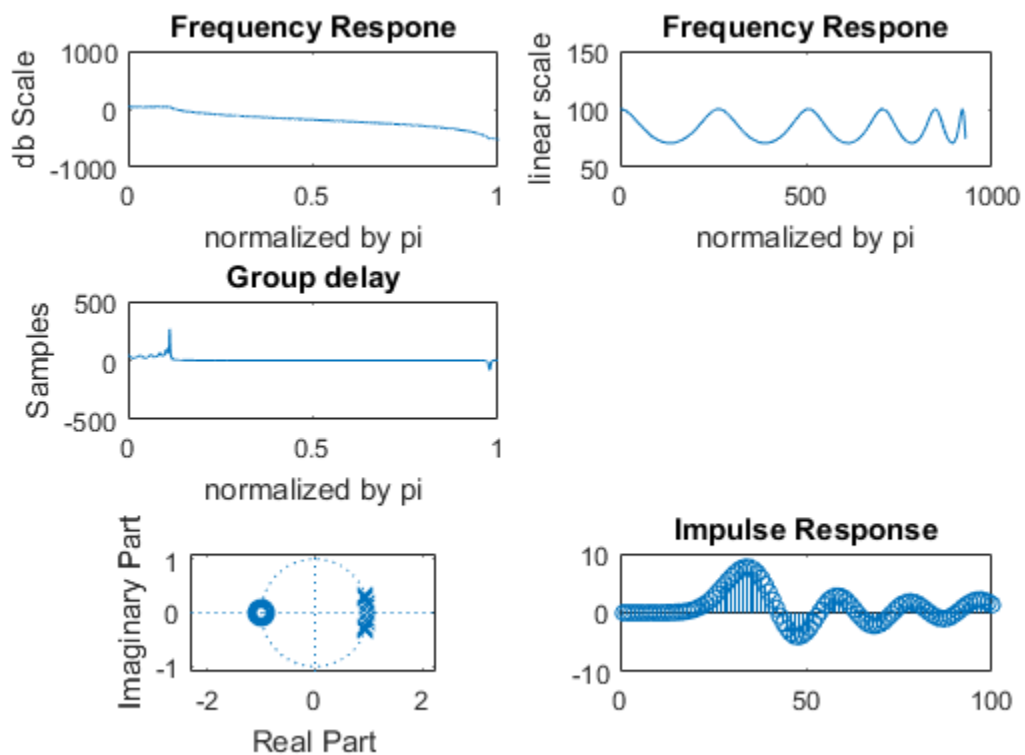 Frequency Respone
db Scale
1000
0
-1000
0 0.5 1
normalized by pi
Frequency Respone
linear scale
150
100
50
0 500 1000
normalized by pi
Group delay
Samples
500
0
-500
0 0.5 1
normalized by pi
Imaginary Part
1
0
-1
-2 0 2
Real Part
Impulse Response
10
0
-10
0 50 100